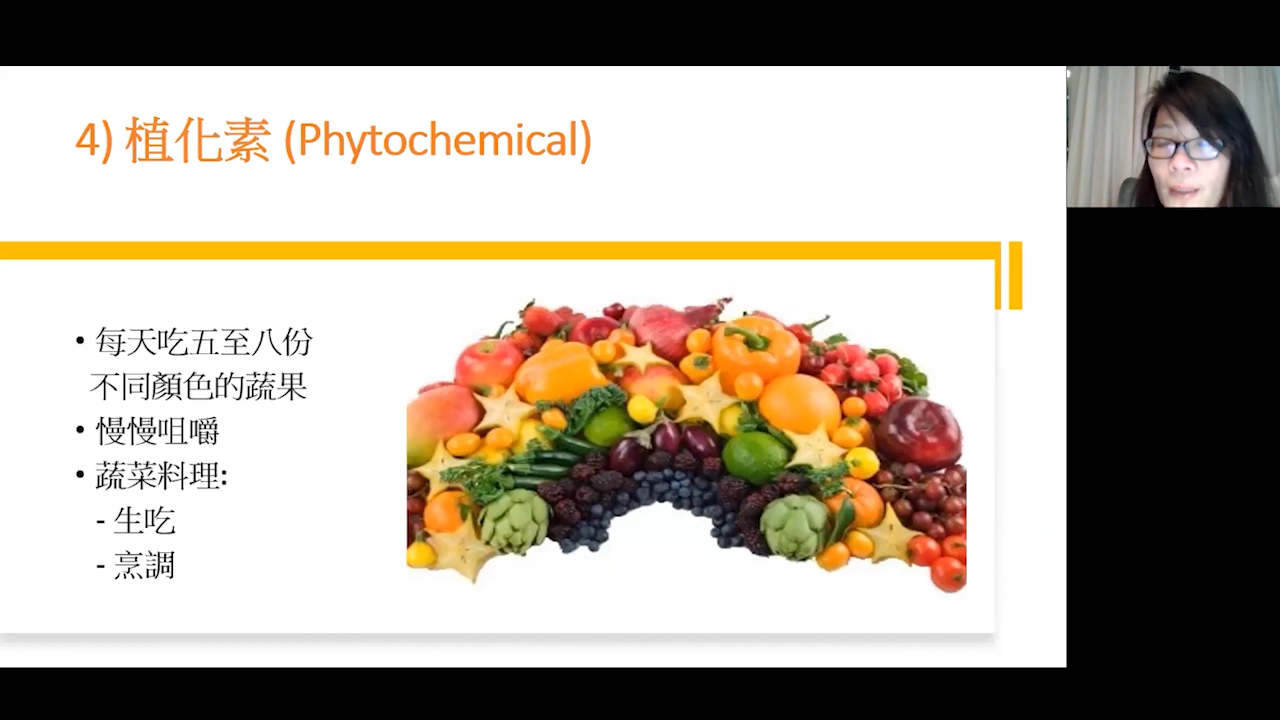 4) 植化素 (Phytochemical)
• 每天吃五至八份
不同顏色的蔬果
• 慢慢咀嚼
• 蔬菜料理:
- 生吃
- 烹調